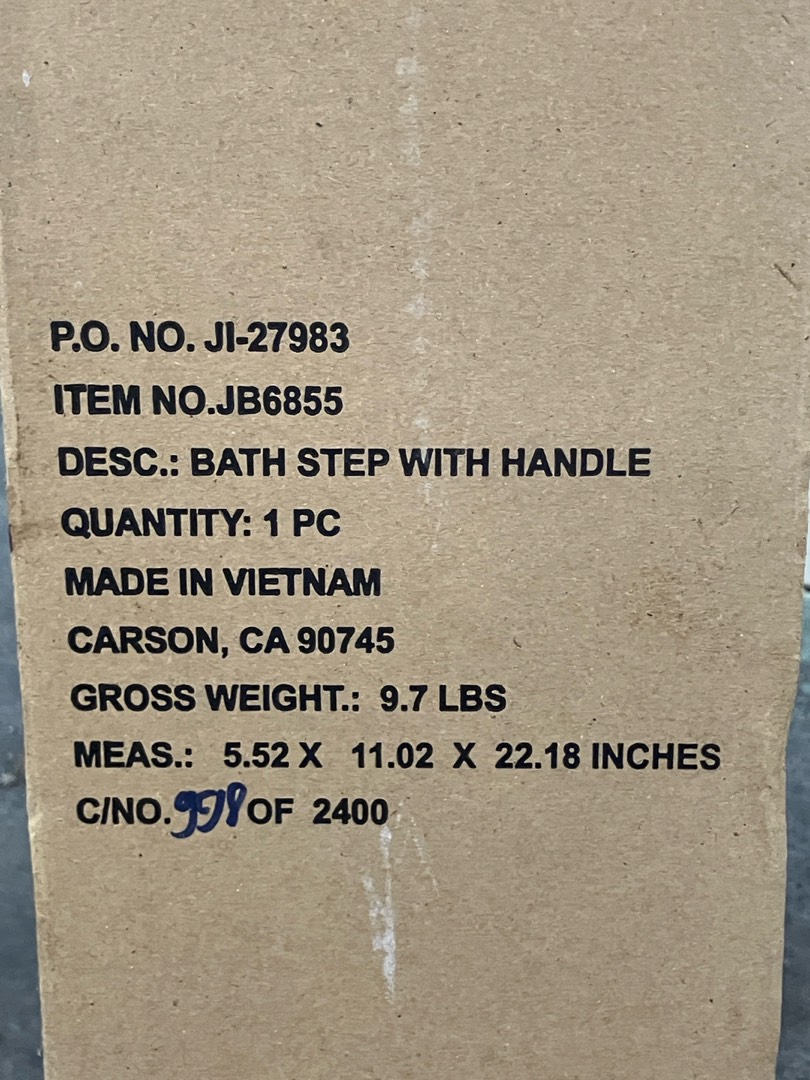 P.O. NO. JI-27983
ITEM NO.JB6855
DESC.: BATH STEP WITH HANDLE
QUANTITY: 1 PC
MADE IN VIETNAM
CARSON, CA 90745
GROSS WEIGHT.: 9.7 LBS
MEAS.: 5.52 X 11.02 X 22.18 INCHES
C/NO. OF 2400